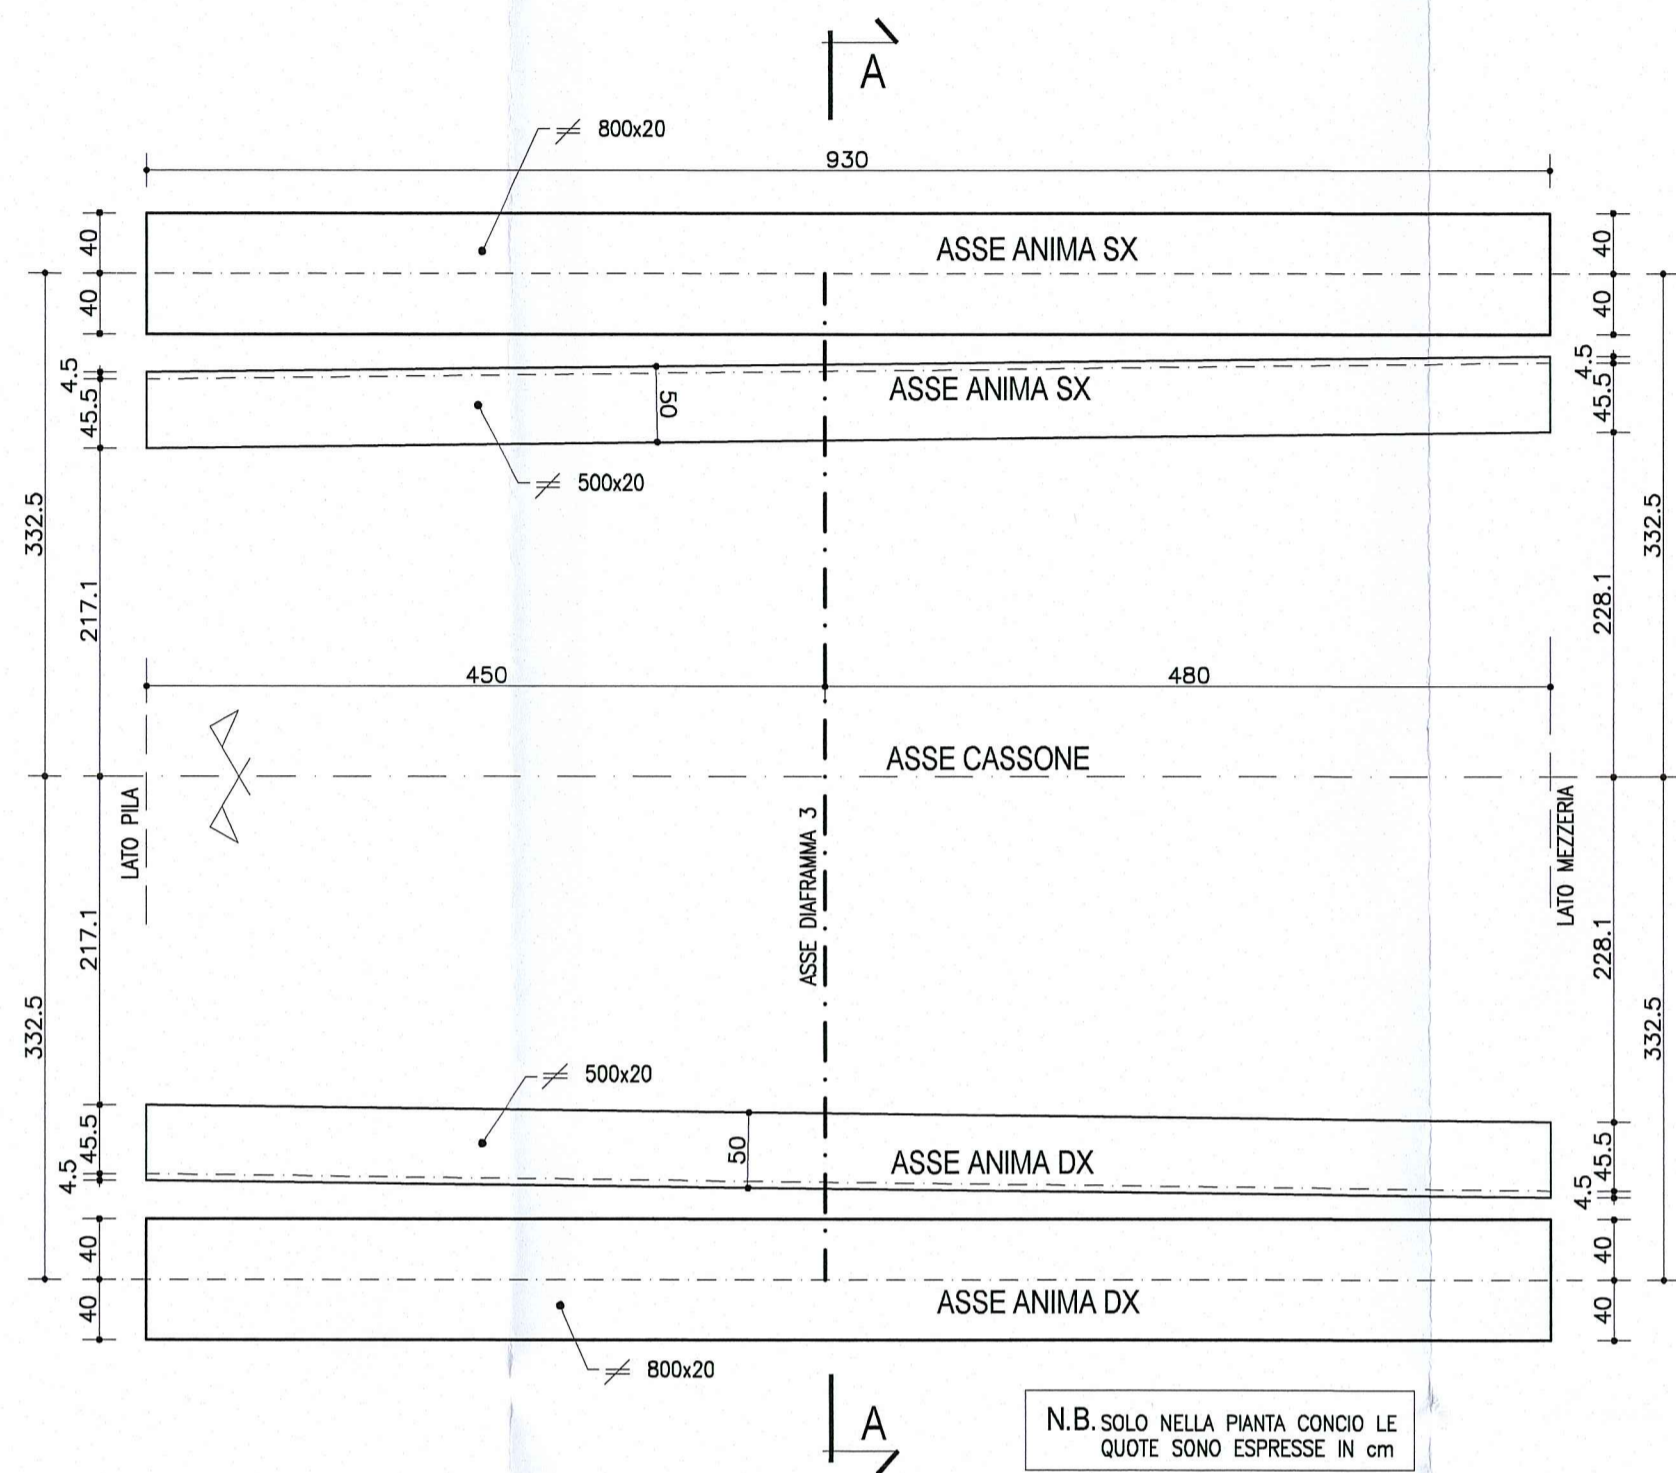 A
800x20
930
40
ASSE ANIMA SX
40
40
40
4.5
4.5
ASSE ANIMA SX
50
45.5
45.5
500x20
332.5
332.5
217.1
228.1
450
480
ASSE CASSONE
LATO PILA
LATO MEZZERIA
ASSE DIAFRAMMA 3
217.1
228.1
332.5
332.5
500x20
45.5
50
45.5
ASSE ANIMA DX
4.5
4.5
40
40
ASSE ANIMA DX
40
40
800x20
A
N.B. SOLO NELLA PIANTA CONCIO LE
QUOTE SONO ESPRESSE IN cm